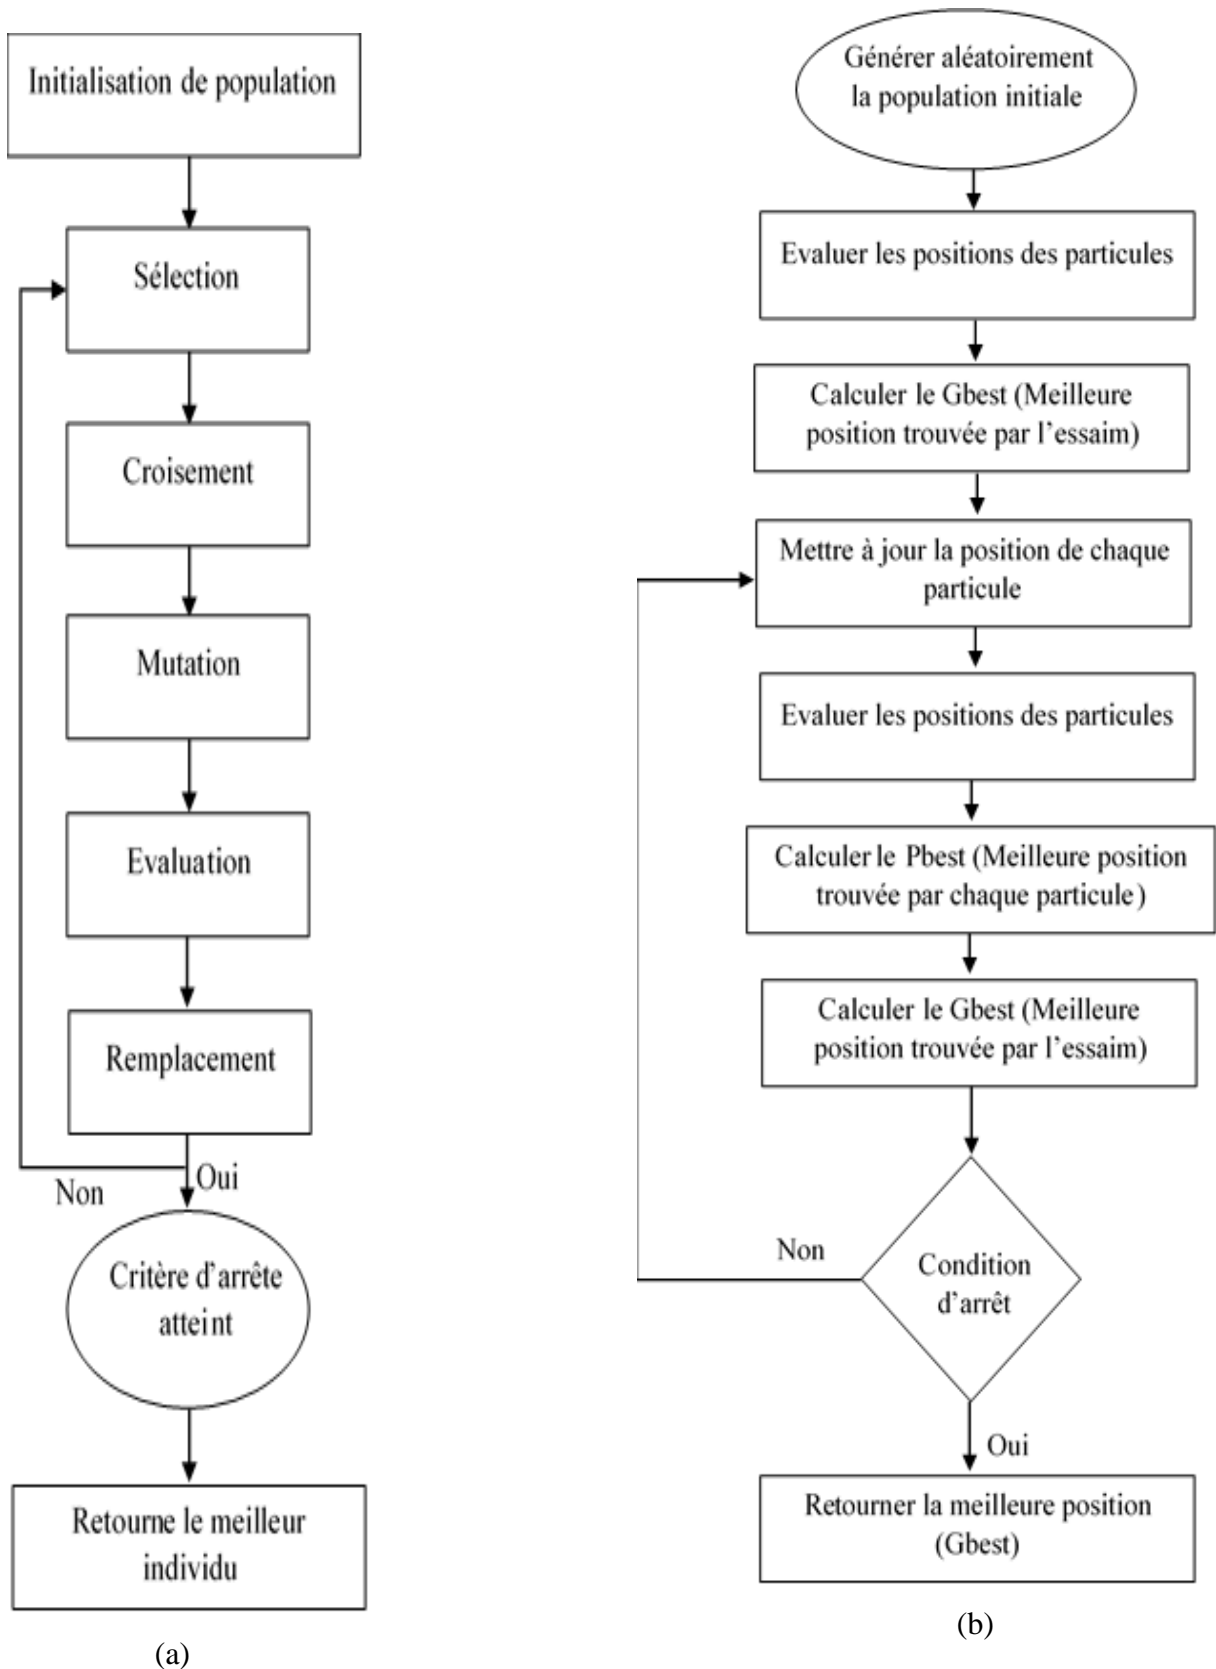 Initialisation de population
Sélection
Croisement
Mutation
Evaluation
Remplacement
Non
Oui
Critère d'arrête
atteint
Retourne le meilleur
individu
(a)
Générer aléatoirement
la population initiale
Evaluer les positions des particules
Calculer le Gbest (Meilleure
position trouvée par l'essaim)
Mettre à jour la position de chaque
particule
Evaluer les positions des particules
Calculer le Pbest (Meilleure position
trouvée par chaque particule)
Calculer le Gbest (Meilleure
position trouvée par l'essaim)
Non
Condition
d'arrêt
Oui
Retourner la meilleure position
(Gbest)
(b)